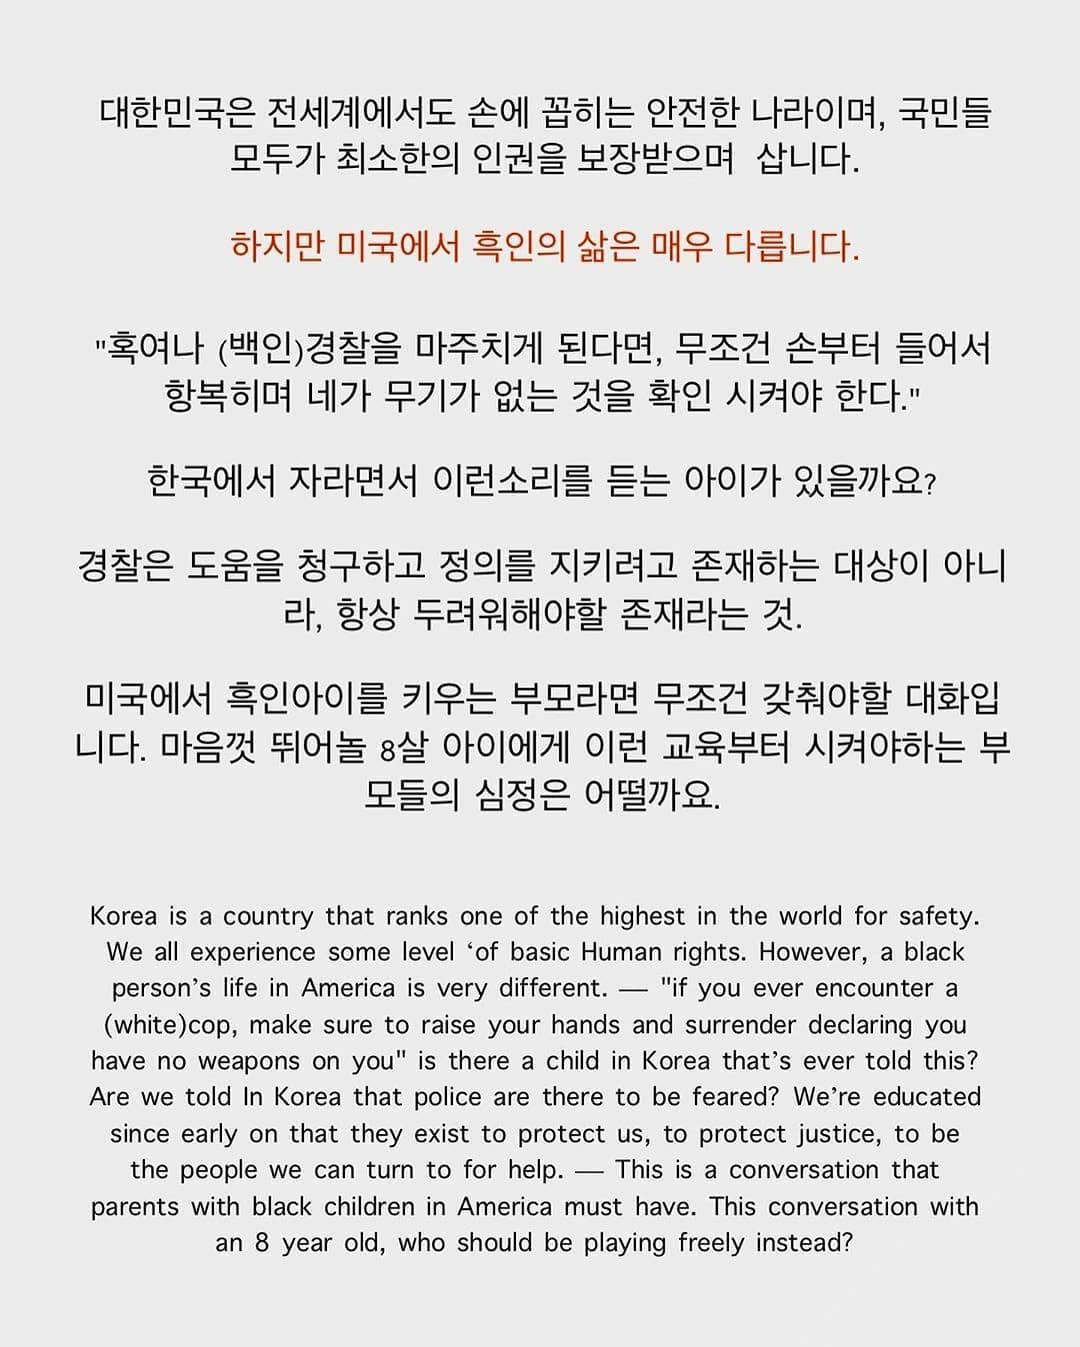 대한민국은 전세계에서도 손에 꼽히는 안전한 나라이며, 국민들
모두가 최소한의 인권을 보장받으며 삽니다.
하지만 미국에서 흑인의 삶은 매우 다릅니다.
"혹여나 (백인)경찰을 마주치게 된다면, 무조건 손부터 들어서
항복히며 네가 무기가 없는 것을 확인 시켜야 한다."
한국에서 자라면서 이런소리를 듣는 아이가 있을까요?
경찰은 도움을 청구하고 정의를 지키려고 존재하는 대상이 아니
라, 항상 두려워해야할 존재라는 것.
미국에서 흑인아이를 키우는 부모라면 무조건 갖춰야할 대화입
니다. 마음껏 뛰어놀 8살 아이에게 이런 교육부터 시켜야하는 부
모들의 심정은 어떨까요.
Korea is a country that ranks one of the highest in the world for safety.
We all experience some level ‘of basic Human rights. However, a black
person’s life in America is very different. — "if you ever encounter a
(white)cop, make sure to raise your hands and surrender declaring you
have no weapons on you" is there a child in Korea that’s ever told this?
Are we told In Korea that police are there to be feared? We’re educated
since early on that they exist to protect us, to protect justice, to be
the people we can turn to for help. — This is a conversation that
parents with black children in America must have. This conversation with
an 8 year old, who should be playing freely instead?